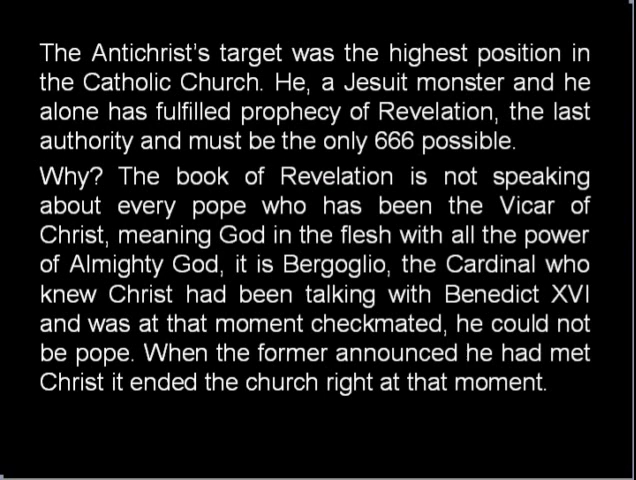 The Antichrist's target was the highest position in
the Catholic Church. He, a Jesuit monster and he
alone has fulfilled prophecy of Revelation, the last
authority and must be the only 666 possible.
Why? The book of Revelation is not speaking
about every pope who has been the Vicar of
Christ, meaning God in the flesh with all the power
of Almighty God, it is Bergoglio, the Cardinal who
knew Christ had been talking with Benedict XVI
and was at that moment checkmated, he could not
be pope. When the former announced he had met
Christ it ended the church right at that moment.